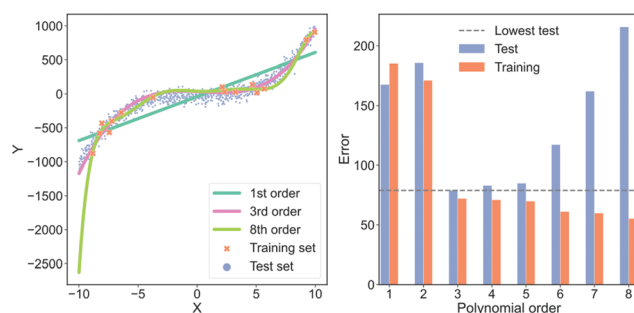 1000
500
0
−500
−1000
−1500
−2000
−2500
Y
1st order
3rd order
8th order
Training set
Test set
−10 −5 0 5 10
X
200
150
100
50
0
Error
Lowest test
Test
Training
1 2 3 4 5 6 7 8
Polynomial order